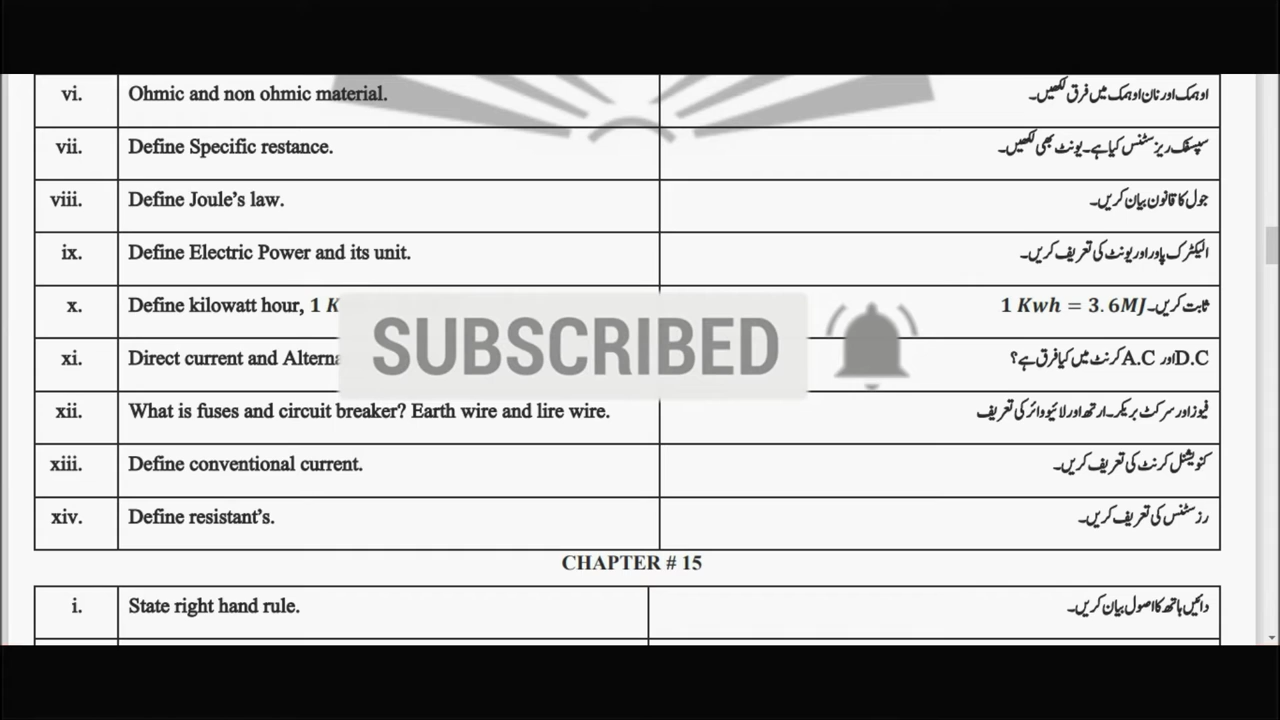 vi. Ohmic and non ohmic material. اوہمک اور نان اوہمک میں فرق لکھیں۔
vii. Define Specific restance. سپیسفک ریزسٹنس کیا ہے۔ یونٹ بھی لکھیں۔
viii. Define Joule's law. جول کا قانون بیان کریں۔
ix. Define Electric Power and its unit. الیکٹرک پاور اور یونٹ کی تعریف کریں۔
x. Define kilowatt hour, 1 K ثابت کریں۔ 1 Kwh = 3.6MJ
SUBSCRIBED
xi. Direct current and Alterna D.C اور A.C کرنٹ میں کیا فرق ہے؟
xii. What is fuses and circuit breaker? Earth wire and lire wire. فیوز اور سرکٹ بریکر۔ ارتھ اور لائیو وائر کی تعریف
xiii. Define conventional current. کنویشنل کرنٹ کی تعریف کریں۔
xiv. Define resistant's. رزسٹنس کی تعریف کریں۔
CHAPTER # 15
i. State right hand rule. دائیں ہاتھ کا اصول بیان کریں۔